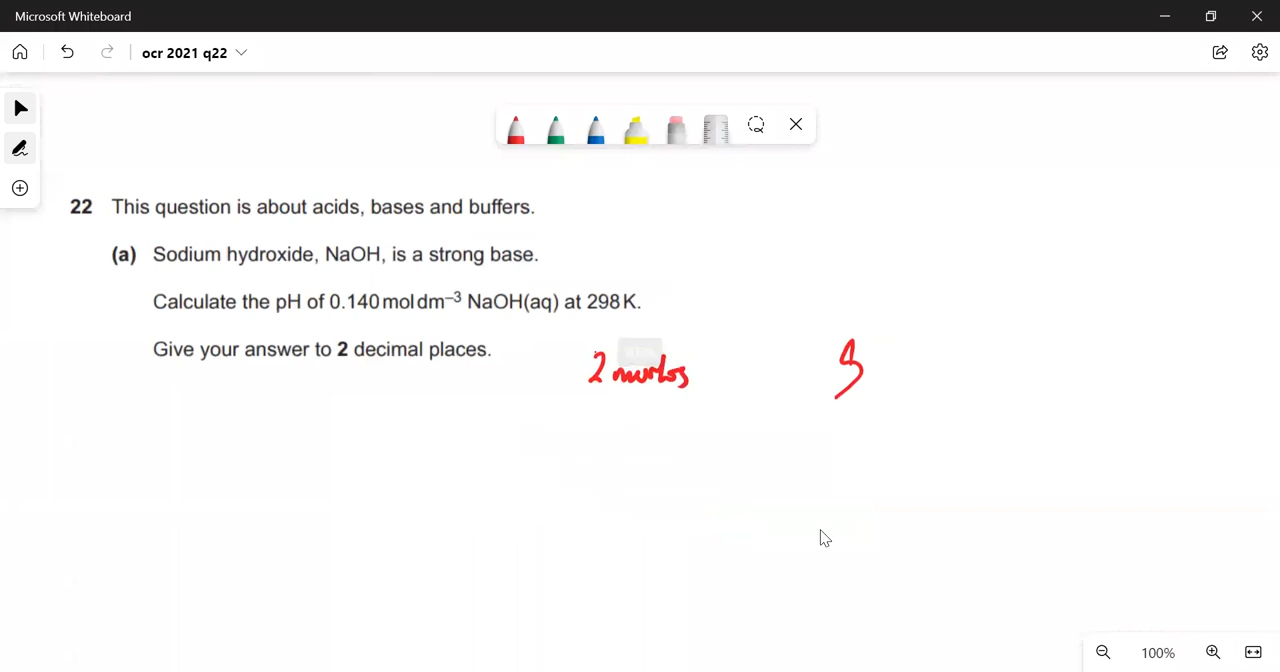 Microsoft Whiteboard
ocr 2021 q22
22 This question is about acids, bases and buffers.
(a) Sodium hydroxide, NaOH, is a strong base.
Calculate the pH of 0.140 mol dm⁻³ NaOH(aq) at 298 K.
Give your answer to 2 decimal places.
2 marks
100%